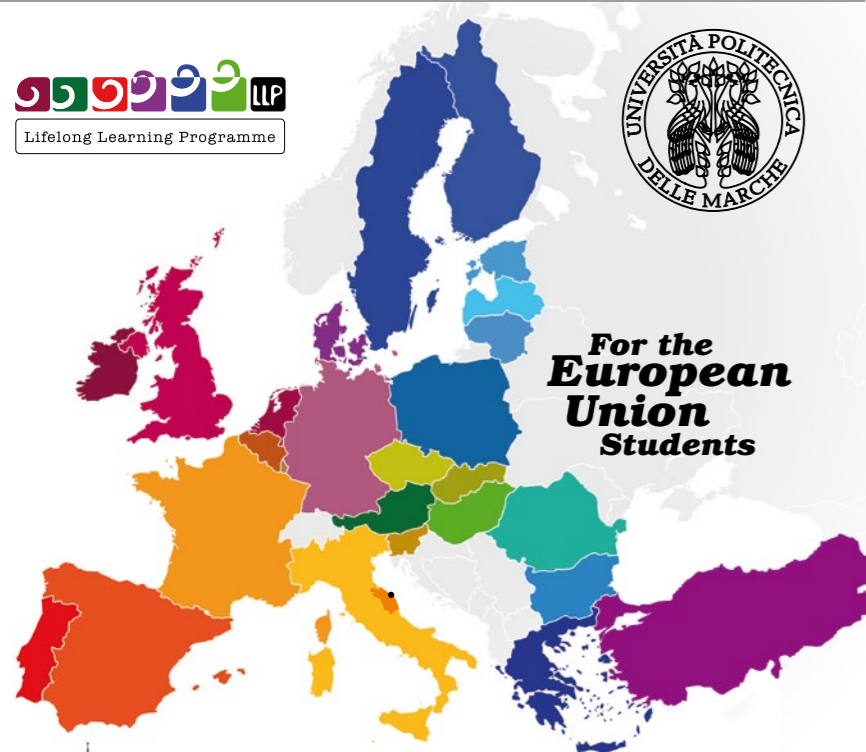 LLP
Lifelong Learning Programme
UNIVERSITÀ POLITECNICA
DELLE MARCHE
For the
European
Union
Students